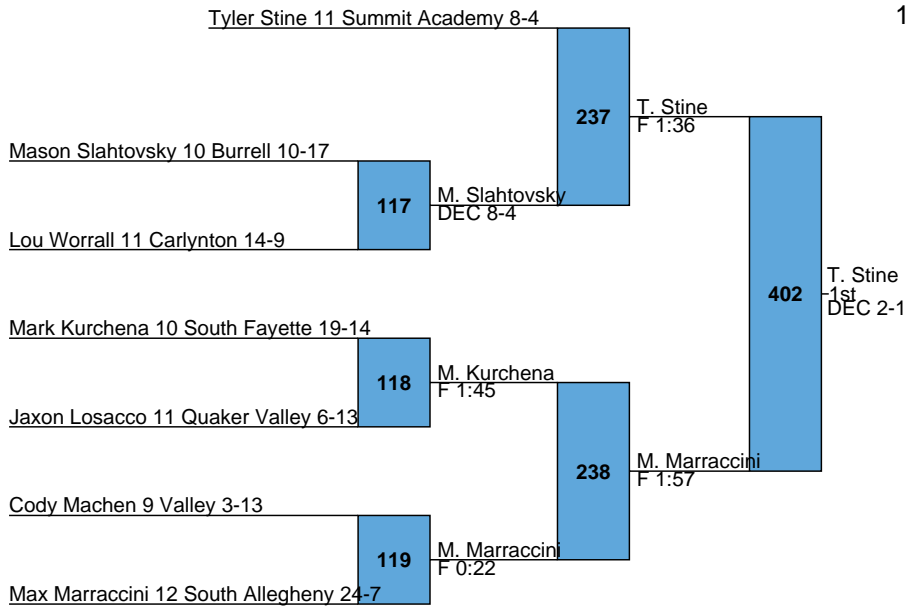 Tyler Stine 11 Summit Academy 8-4
1
237
T. Stine
F 1:36
Mason Slahtovsky 10 Burrell 10-17
117
M. Slahtovsky
DEC 8-4
Lou Worrall 11 Carlynton 14-9
402
T. Stine
1st
DEC 2-1
Mark Kurchena 10 South Fayette 19-14
118
M. Kurchena
F 1:45
Jaxon Losacco 11 Quaker Valley 6-13
238
M. Marraccini
F 1:57
Cody Machen 9 Valley 3-13
119
M. Marraccini
F 0:22
Max Marraccini 12 South Allegheny 24-7